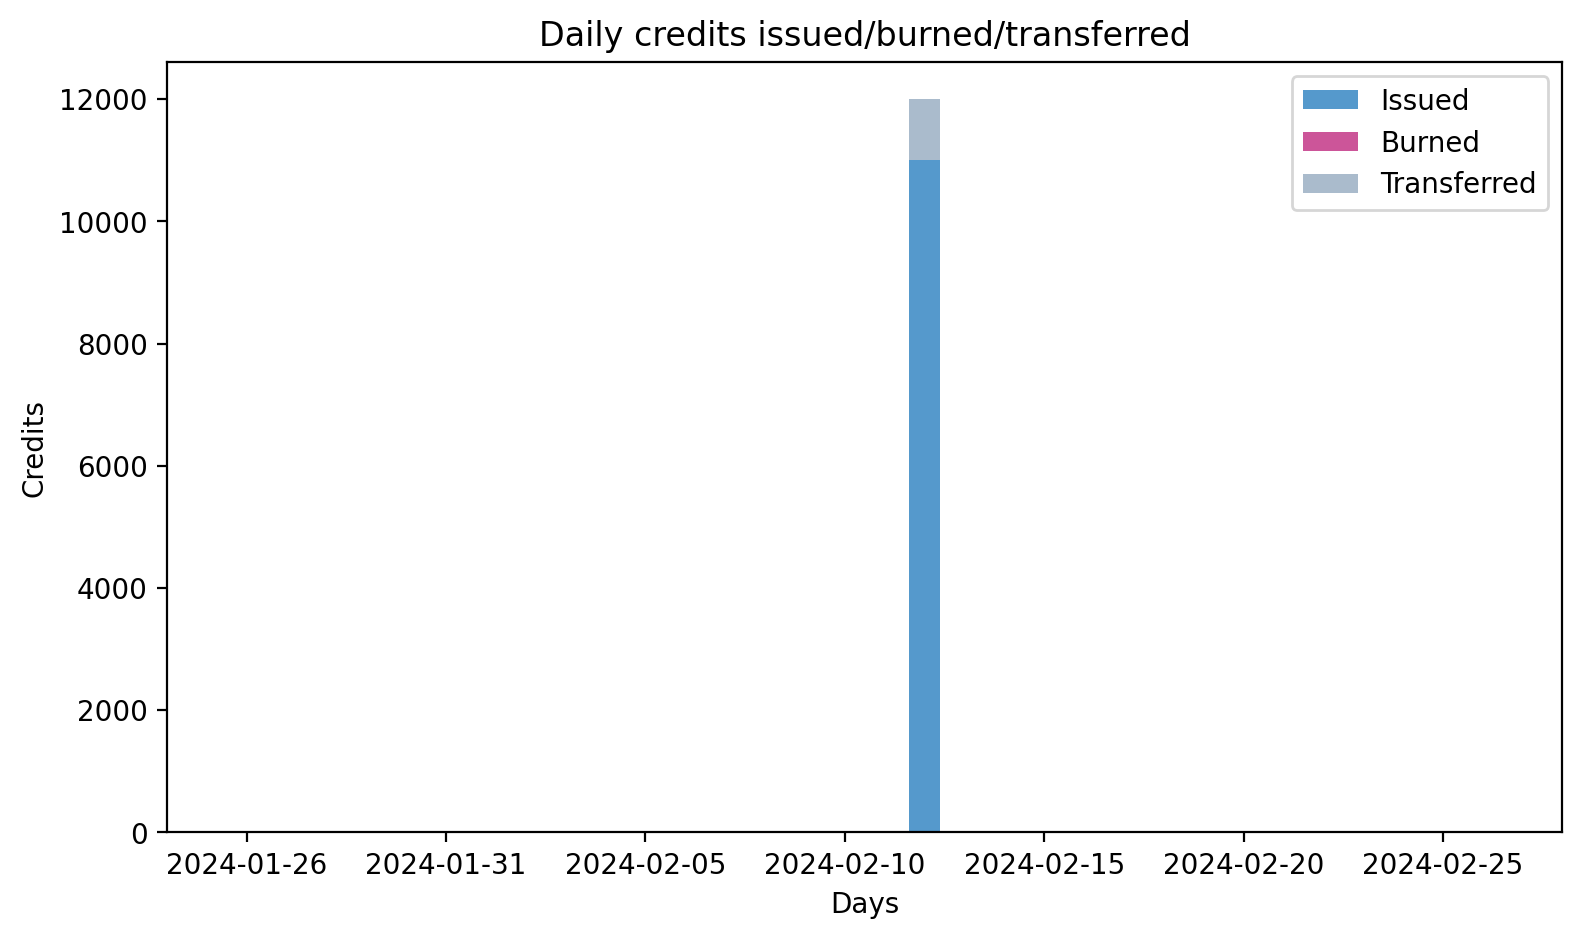 Daily credits issued/burned/transferred
12000
10000
8000
6000
4000
2000
0
Credits
Issued
Burned
Transferred
2024-01-26 2024-01-31 2024-02-05 2024-02-10 2024-02-15 2024-02-20 2024-02-25
Days